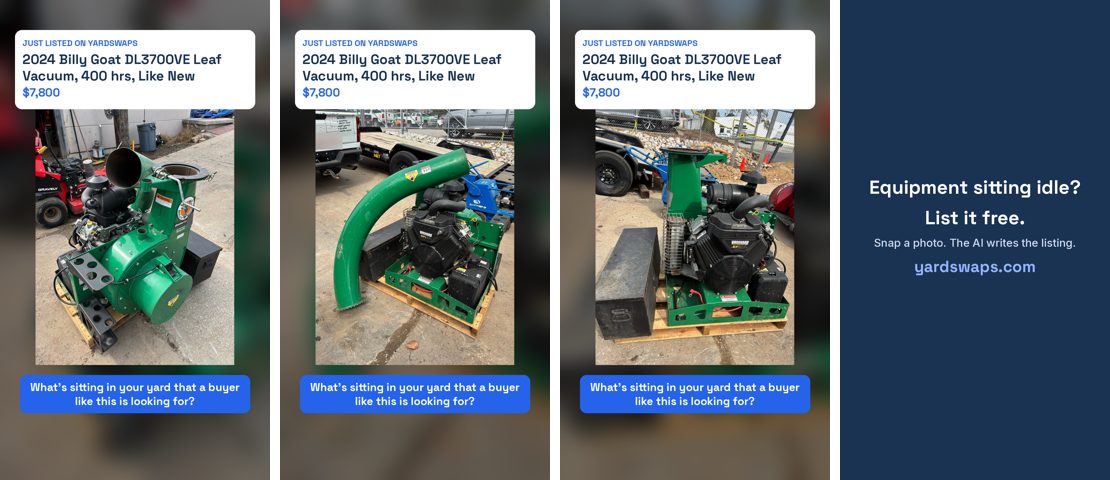 JUST LISTED ON YARDSWAPS
2024 Billy Goat DL3700VE Leaf
Vacuum, 400 hrs, Like New
$7,800
What's sitting in your yard that a buyer
like this is looking for?
JUST LISTED ON YARDSWAPS
2024 Billy Goat DL3700VE Leaf
Vacuum, 400 hrs, Like New
$7,800
What's sitting in your yard that a buyer
like this is looking for?
JUST LISTED ON YARDSWAPS
2024 Billy Goat DL3700VE Leaf
Vacuum, 400 hrs, Like New
$7,800
What's sitting in your yard that a buyer
like this is looking for?
Equipment sitting idle?
List it free.
Snap a photo. The AI writes the listing.
yardswaps.com